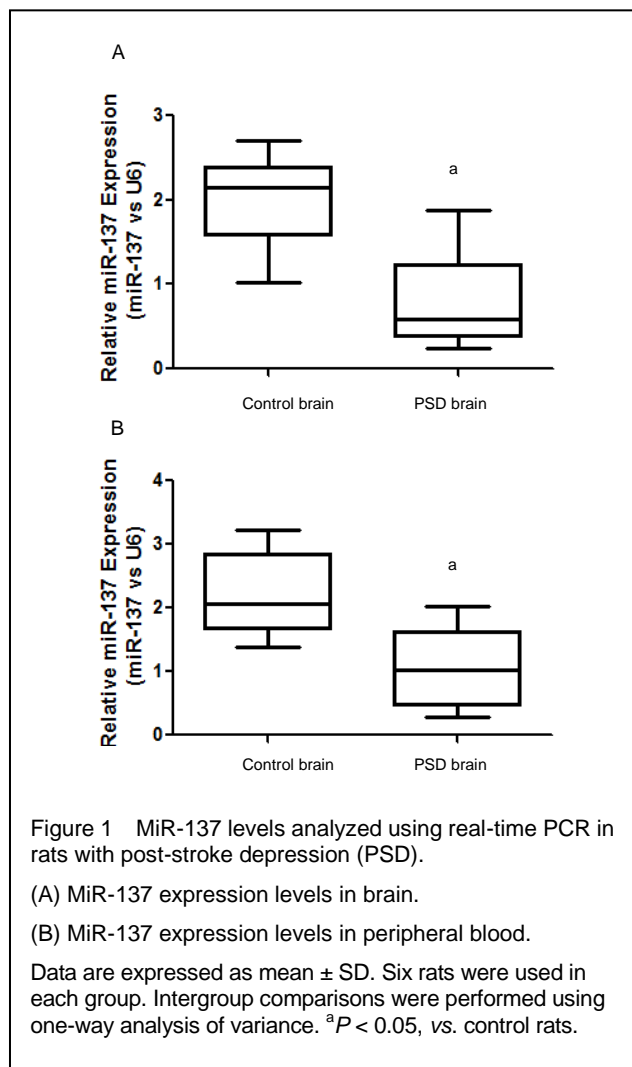 A
Relative miR-137 Expression
(miR-137 vs U6)
3
2
1
0
a
Control brain
PSD brain
B
Relative miR-137 Expression
(miR-137 vs U6)
4
3
2
1
0
a
Control brain
PSD brain
Figure 1 MiR-137 levels analyzed using real-time PCR in
rats with post-stroke depression (PSD).
(A) MiR-137 expression levels in brain.
(B) MiR-137 expression levels in peripheral blood.
Data are expressed as mean ± SD. Six rats were used in
each group. Intergroup comparisons were performed using
one-way analysis of variance. aP < 0.05, vs. control rats.